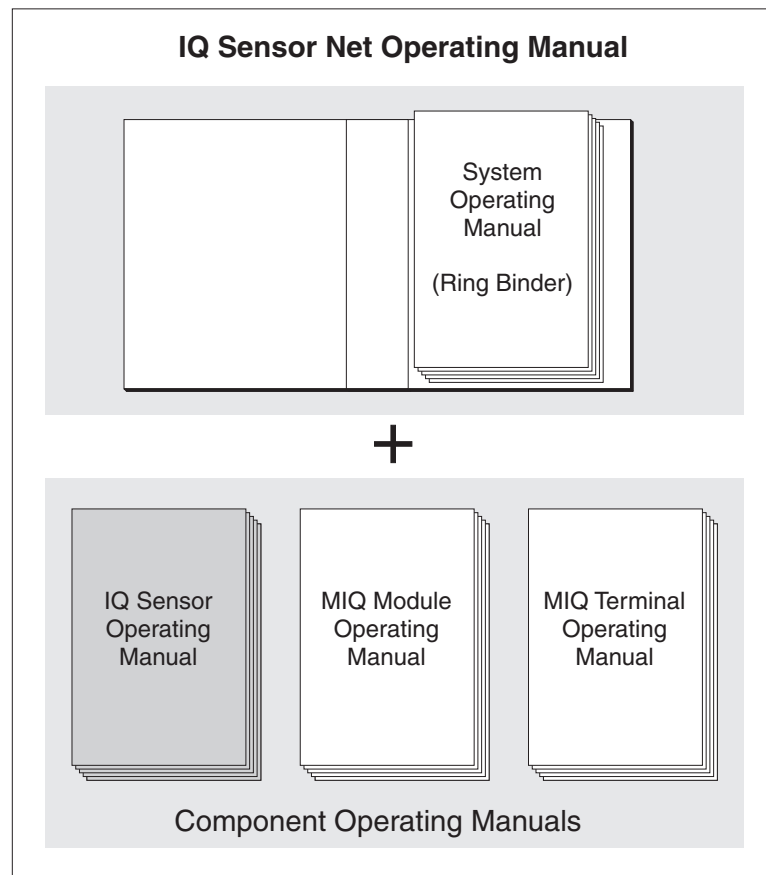 IQ Sensor Net Operating Manual
System
Operating
Manual
(Ring Binder)
+
IQ Sensor
Operating
Manual
MIQ Module
Operating
Manual
MIQ Terminal
Operating
Manual
Component Operating Manuals